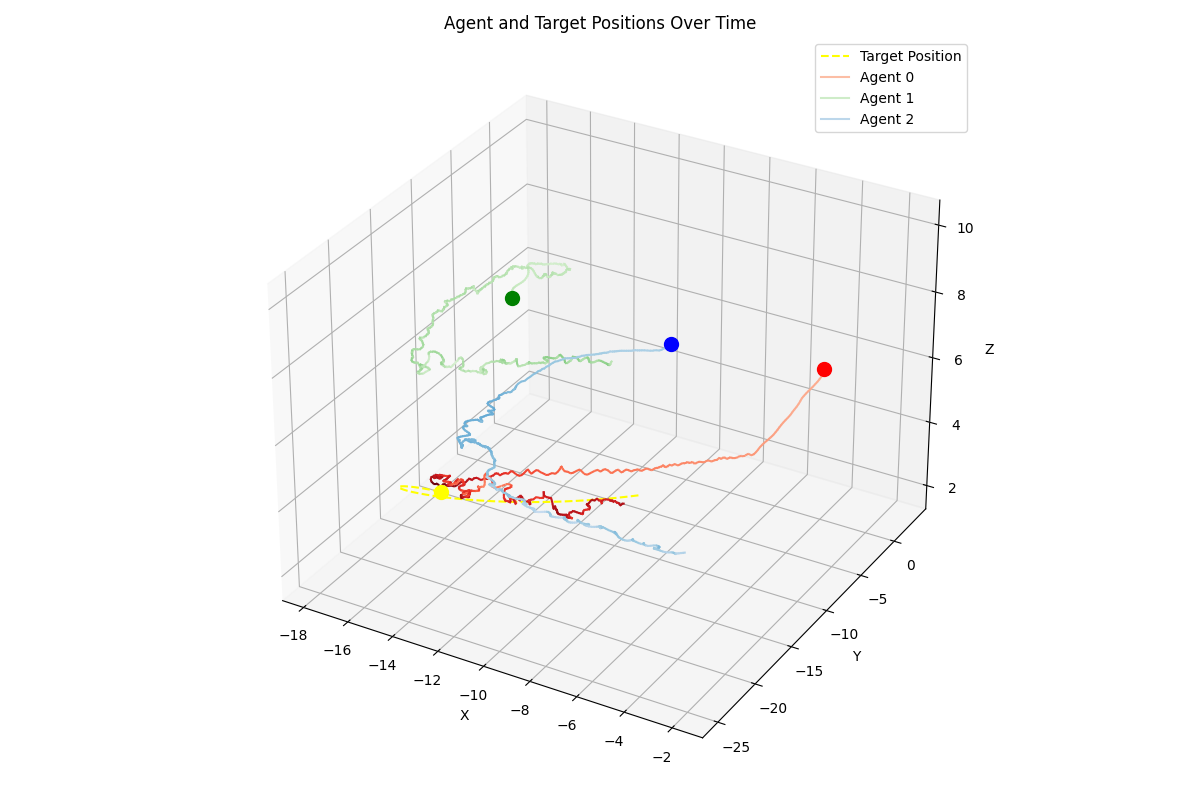 Agent and Target Positions Over Time
Target Position
Agent 0
Agent 1
Agent 2
10
8
Z
6
4
2
0
−5
−10
Y
−15
−20
−25
−18
−16
−14
−12
−10
X
−8
−6
−4
−2